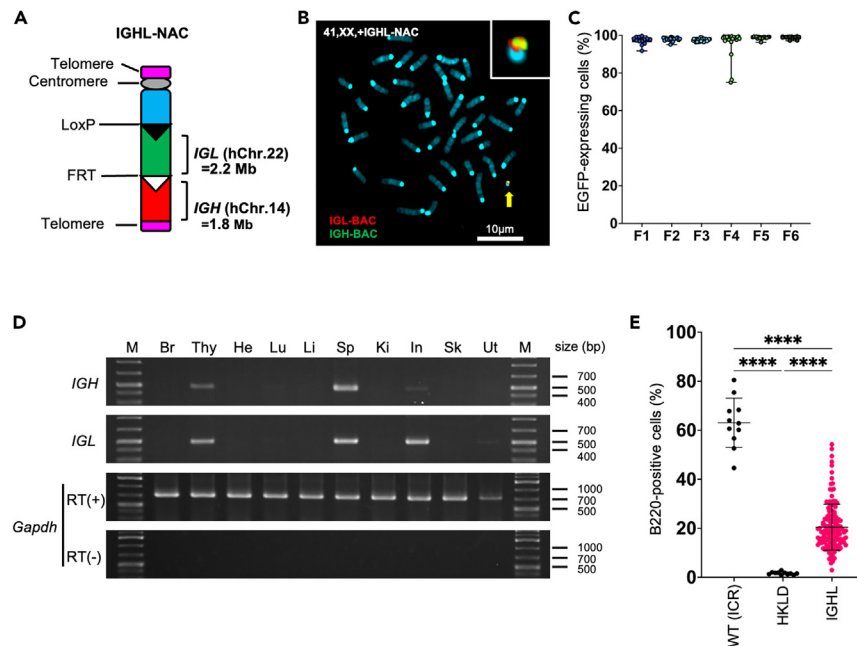 A
IGHL-NAC
Telomere
Centromere
LoxP
FRT
Telomere
IGL (hChr.22)
=2.2 Mb
IGH (hChr.14)
=1.8 Mb
B
41,XX,+IGHL-NAC
IGL-BAC
IGH-BAC
10μm
C
EGFP-expressing cells (%)
100
80
60
40
20
0
F1 F2 F3 F4 F5 F6
D
M Br Thy He Lu Li Sp Ki In Sk Ut M size (bp)
IGH
700
500
400
IGL
700
500
400
Gapdh
RT(+)
1000
700
500
RT(-)
1000
700
500
E
B220-positive cells (%)
100
80
60
40
20
0
****
**** ****
WT (ICR)
HKLD
IGHL